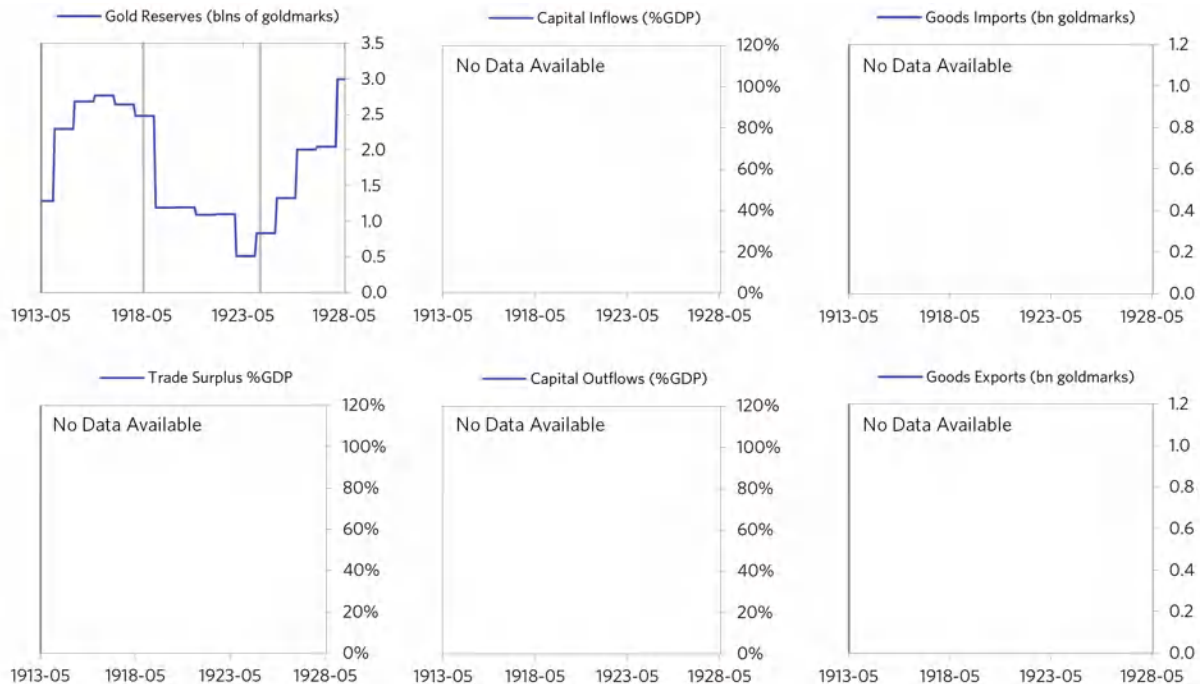 Gold Reserves (blns of goldmarks)
3.5
3.0
2.5
2.0
1.5
1.0
0.5
0.0
1913-05 1918-05 1923-05 1928-05
Capital Inflows (%GDP)
No Data Available
120%
100%
80%
60%
40%
20%
0%
1913-05 1918-05 1923-05 1928-05
Goods Imports (bn goldmarks)
No Data Available
1.2
1.0
0.8
0.6
0.4
0.2
0.0
1913-05 1918-05 1923-05 1928-05
Trade Surplus %GDP
No Data Available
120%
100%
80%
60%
40%
20%
0%
1913-05 1918-05 1923-05 1928-05
Capital Outflows (%GDP)
No Data Available
120%
100%
80%
60%
40%
20%
0%
1913-05 1918-05 1923-05 1928-05
Goods Exports (bn goldmarks)
No Data Available
1.2
1.0
0.8
0.6
0.4
0.2
0.0
1913-05 1918-05 1923-05 1928-05